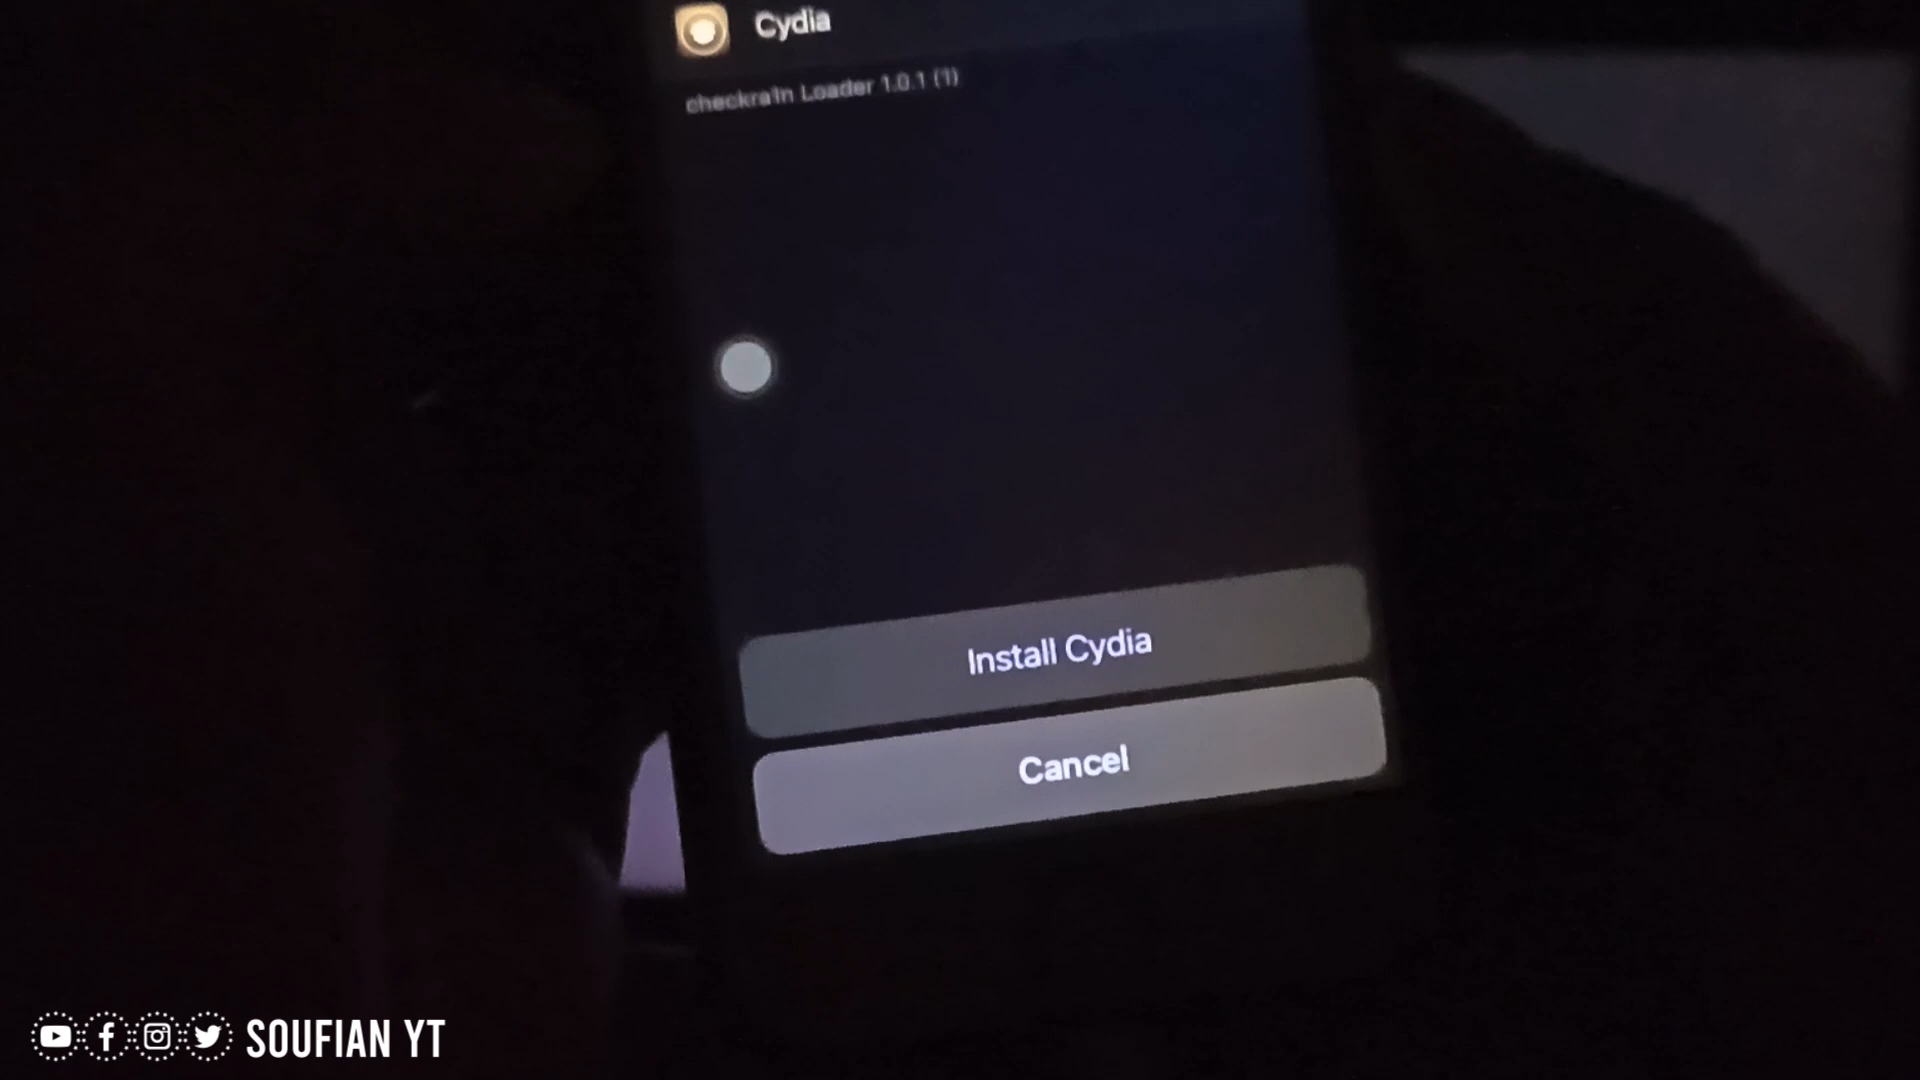 Cydia
checkra1n Loader 1.0.1 (1)
Install Cydia
Cancel
SOUFIAN YT